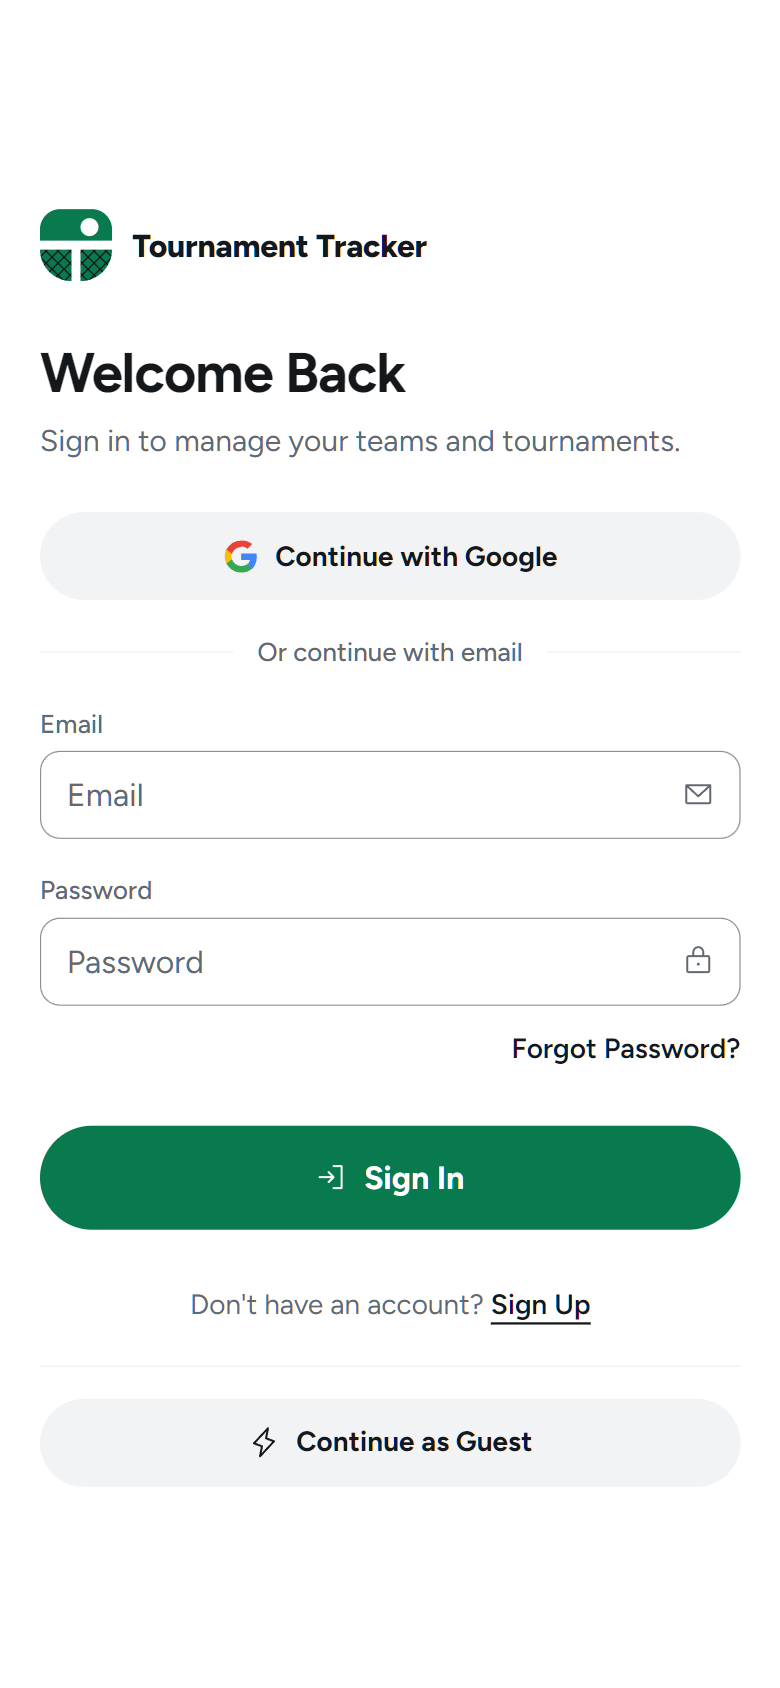 Tournament Tracker
Welcome Back
Sign in to manage your teams and tournaments.
Continue with Google
Or continue with email
Email
Email
Password
Password
Forgot Password?
Sign In
Don't have an account? Sign Up
Continue as Guest